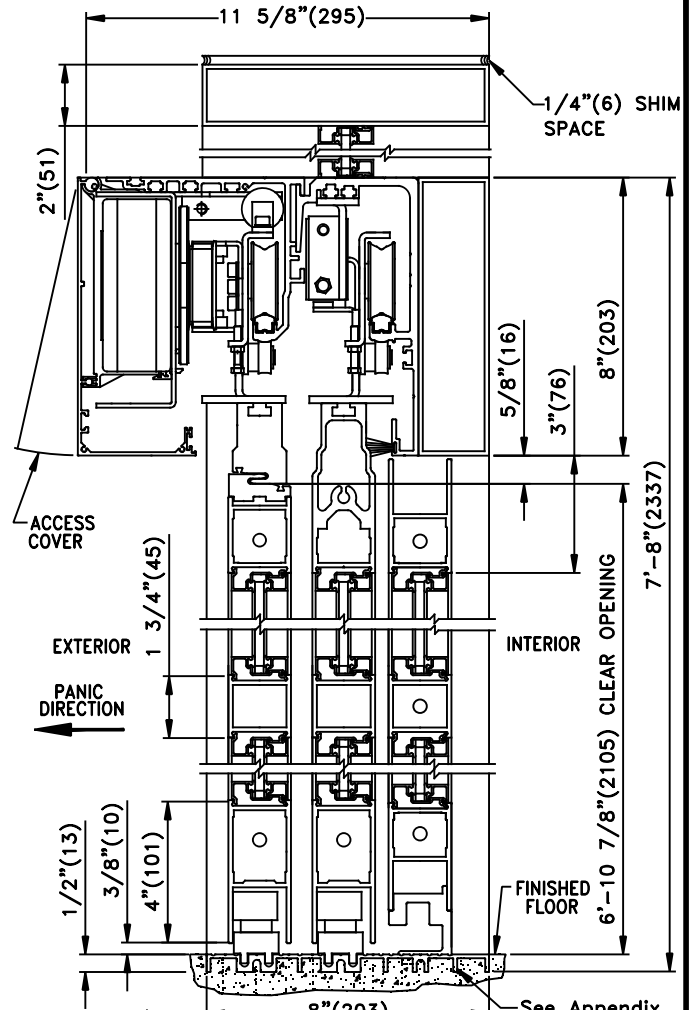 11 5/8"(295)
1/4"(6) SHIM
SPACE
2"(51)
5/8"(16)
3"(76)
8"(203)
7'-8"(2337)
ACCESS
COVER
1 3/4"(45)
EXTERIOR
INTERIOR
PANIC
DIRECTION
6'-10 7/8"(2105) CLEAR OPENING
1/2"(13)
3/8"(10)
4"(101)
FINISHED
FLOOR
8"(203)
See Appendix